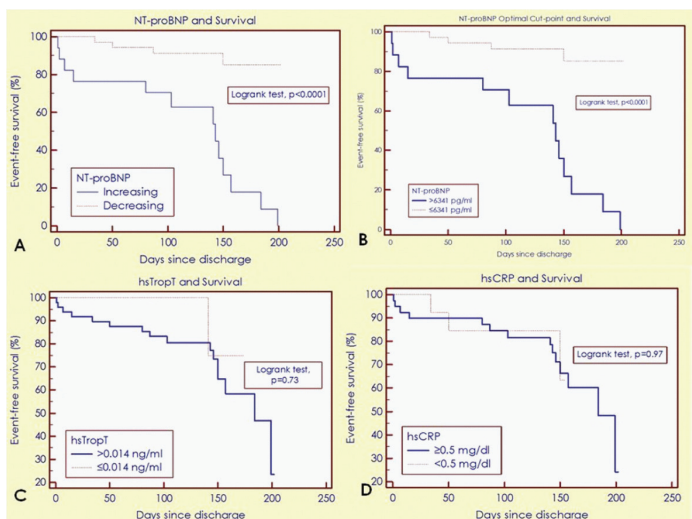 NT-proBNP and Survival
100
80
60
40
20
0
Event-free survival (%)
Logrank test, p<0.0001
NT-proBNP
Increasing
Decreasing
A
0 50 100 150 200 250
Days since discharge
NT-proBNP Optimal Cut-point and Survival
100
80
60
40
20
0
Event-free survival (%)
Logrank test, p<0.0001
NT-proBNP
>6341 pg/ml
≤6341 pg/ml
B
0 50 100 150 200 250
Days since discharge
hsTropT and Survival
100
90
80
70
60
50
40
30
20
Event-free survival (%)
Logrank test,
p=0.73
hsTropT
>0.014 ng/ml
≤0.014 ng/ml
C
0 50 100 150 200 250
Days since discharge
hsCRP and Survival
100
90
80
70
60
50
40
30
20
Event-free survival (%)
Logrank test, p=0.97
hsCRP
≥0.5 mg/dl
<0.5 mg/dl
D
0 50 100 150 200 250
Days since discharge